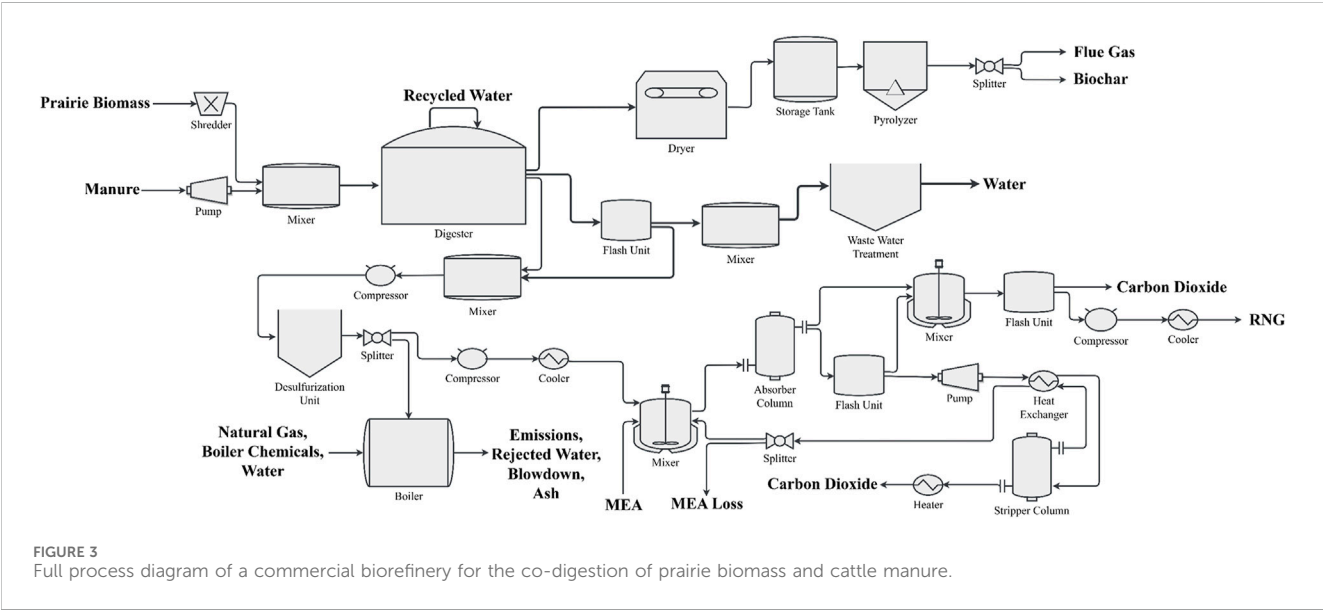 Prairie Biomass
Shredder
Manure
Pump
Mixer
Recycled Water
Digester
Dryer
Storage Tank
Pyrolyzer
Splitter
Flue Gas
Biochar
Flash Unit
Mixer
Waste Water
Treatment
Water
Mixer
Compressor
Desulfurization
Unit
Splitter
Compressor
Cooler
Natural Gas,
Boiler Chemicals,
Water
Boiler
Emissions,
Rejected Water,
Blowdown,
Ash
MEA
Mixer
MEA Loss
Splitter
Absorber
Column
Flash Unit
Mixer
Flash Unit
Carbon Dioxide
Compressor
Cooler
RNG
Pump
Heat
Exchanger
Stripper Column
Heater
Carbon Dioxide
FIGURE 3
Full process diagram of a commercial biorefinery for the co-digestion of prairie biomass and cattle manure.